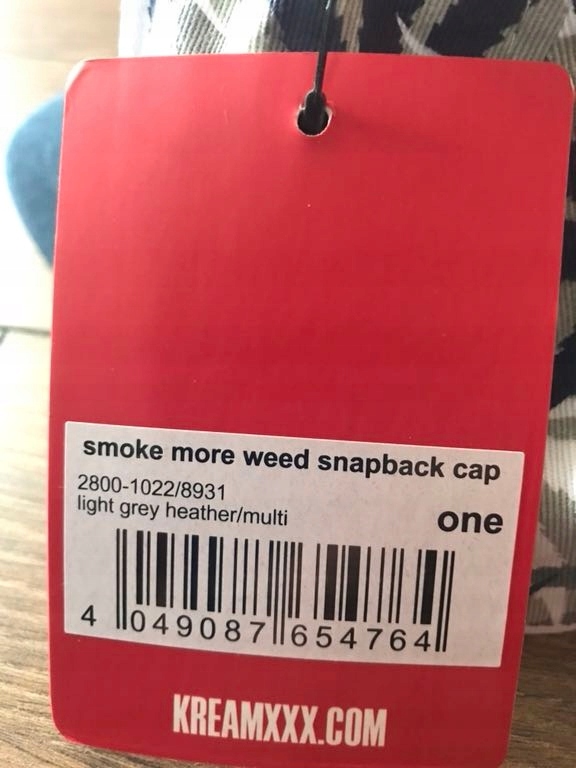 smoke more weed snapback cap
2800-1022/8931
light grey heather/multi
one
4 049087 654764
KREAMXXX.COM